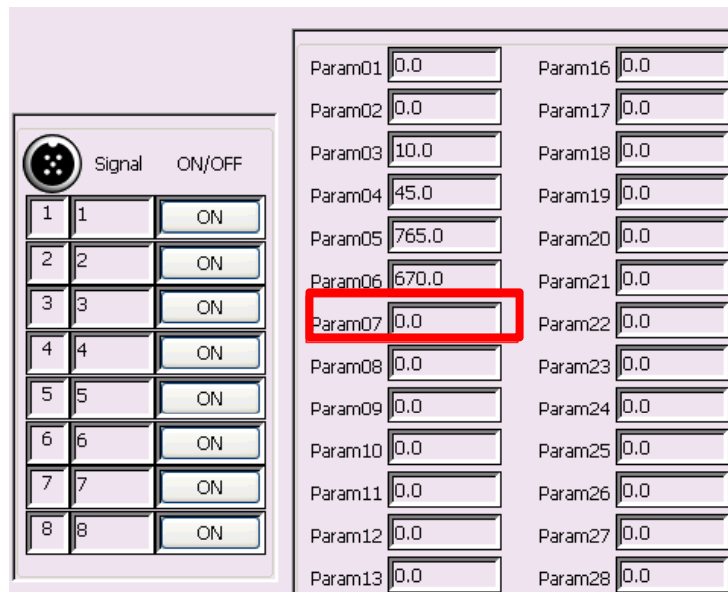 Signal ON/OFF
1 1 ON
2 2 ON
3 3 ON
4 4 ON
5 5 ON
6 6 ON
7 7 ON
8 8 ON
Param01 0.0 Param16 0.0
Param02 0.0 Param17 0.0
Param03 10.0 Param18 0.0
Param04 45.0 Param19 0.0
Param05 765.0 Param20 0.0
Param06 670.0 Param21 0.0
Param07 0.0 Param22 0.0
Param08 0.0 Param23 0.0
Param09 0.0 Param24 0.0
Param10 0.0 Param25 0.0
Param11 0.0 Param26 0.0
Param12 0.0 Param27 0.0
Param13 0.0 Param28 0.0